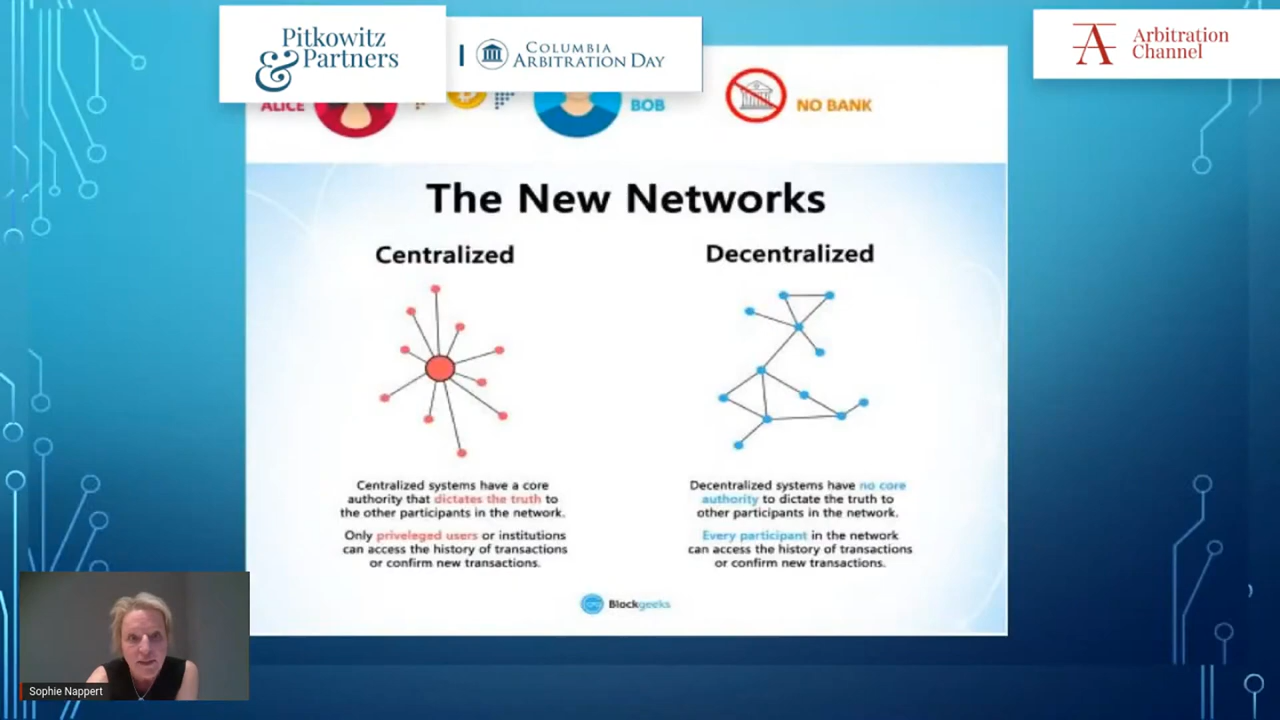 Pitkowitz
& Partners
COLUMBIA
ARBITRATION DAY
Arbitration
Channel
ALICE
BOB
NO BANK
The New Networks
Centralized
Decentralized
Centralized systems have a core
authority that dictates the truth to
the other participants in the network.
Only priveleged users or institutions
can access the history of transactions
or confirm new transactions.
Decentralized systems have no core
authority to dictate the truth to
other participants in the network.
Every participant in the network
can access the history of transactions
or confirm new transactions.
Blockgeeks
Sophie Nappert